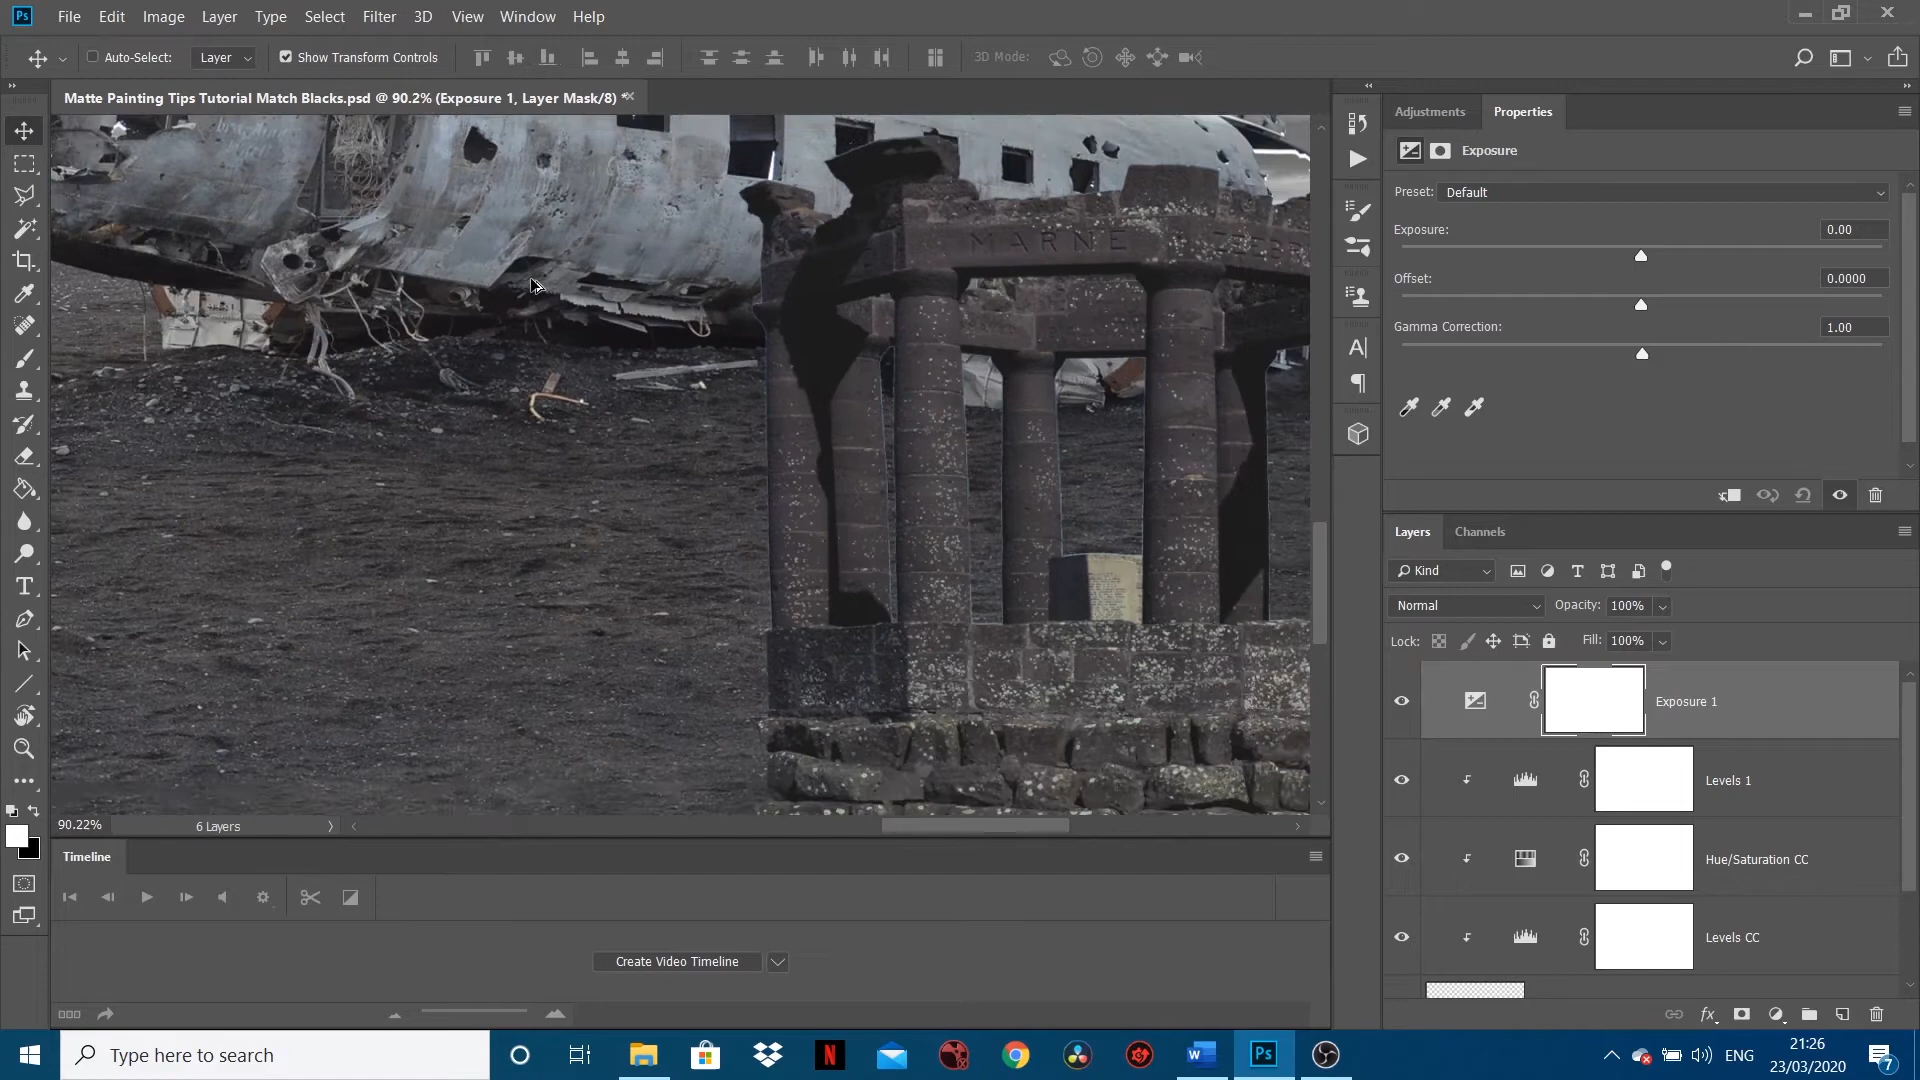 Ps File Edit Image Layer Type Select Filter 3D View Window Help
Auto-Select: Layer Show Transform Controls 3D Mode:
Matte Painting Tips Tutorial Match Blacks.psd @ 90.2% (Exposure 1, Layer Mask/8) *
Adjustments Properties
Exposure
Preset: Default
Exposure: 0.00
Offset: 0.0000
Gamma Correction: 1.00
MARNE
Layers Channels
Kind
Normal Opacity: 100%
Lock: Fill: 100%
Exposure 1
Levels 1
Hue/Saturation CC
Levels CC
90.22% 6 Layers
Timeline
Create Video Timeline
Type here to search
ENG
21:26
23/03/2020
7